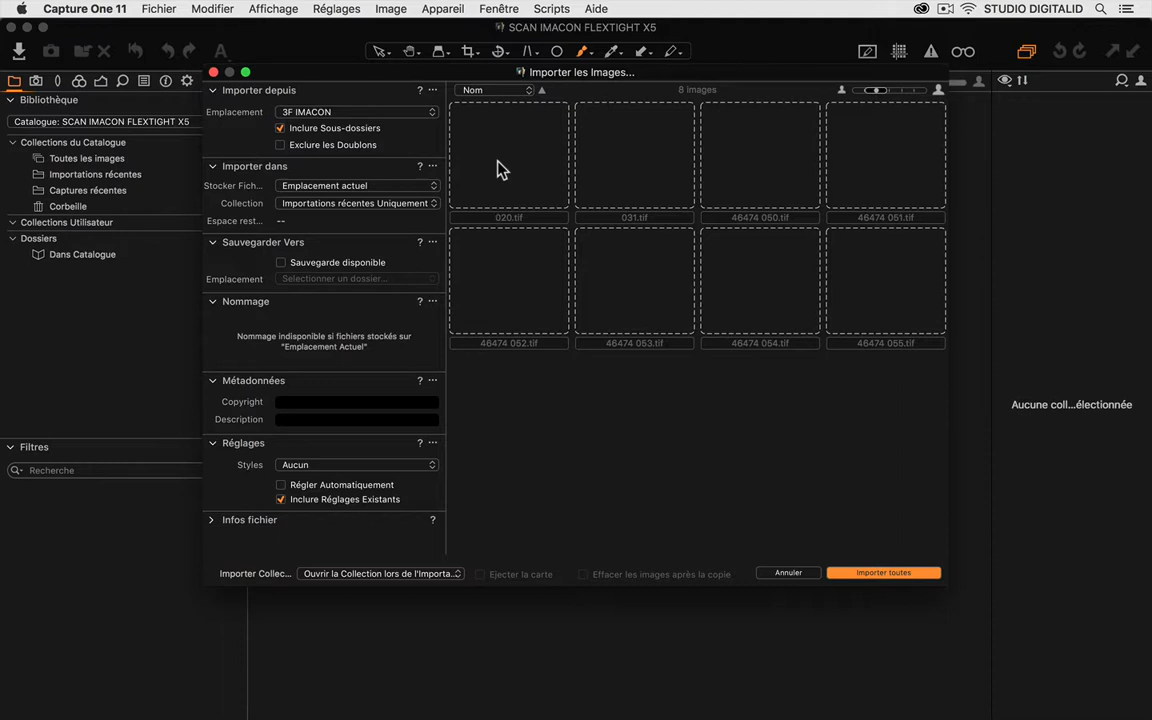 Capture One 11 Fichier Modifier Affichage Réglages Image Appareil Fenêtre Scripts Aide STUDIO DIGITALID
SCAN IMACON FLEXTIGHT X5
Importer les Images...
Bibliothèque
Catalogue: SCAN IMACON FLEXTIGHT X5
Collections du Catalogue
Toutes les images
Importations récentes
Captures récentes
Corbeille
Collections Utilisateur
Dossiers
Dans Catalogue
Filtres
Recherche
Importer depuis ? ...
Emplacement 3F IMACON
Inclure Sous-dossiers
Exclure les Doublons
Importer dans ? ...
Stocker Fich... Emplacement actuel
Collection Importations récentes Uniquement
Espace rest... --
Sauvegarder Vers ? ...
Sauvegarde disponible
Emplacement Sélectionner un dossier...
Nommage ? ...
Nommage indisponible si fichiers stockés sur
"Emplacement Actuel"
Métadonnées ? ...
Copyright
Description
Réglages ? ...
Styles Aucun
Régler Automatiquement
Inclure Réglages Existants
Infos fichier ?
Nom 8 images
020.tif 031.tif 46474 050.tif 46474 051.tif
46474 052.tif 46474 053.tif 46474 054.tif 46474 055.tif
Importer Collec... Ouvrir la Collection lors de l'Importa... Ejecter la carte Effacer les images après la copie Annuler Importer toutes
Aucune coll...électionnée